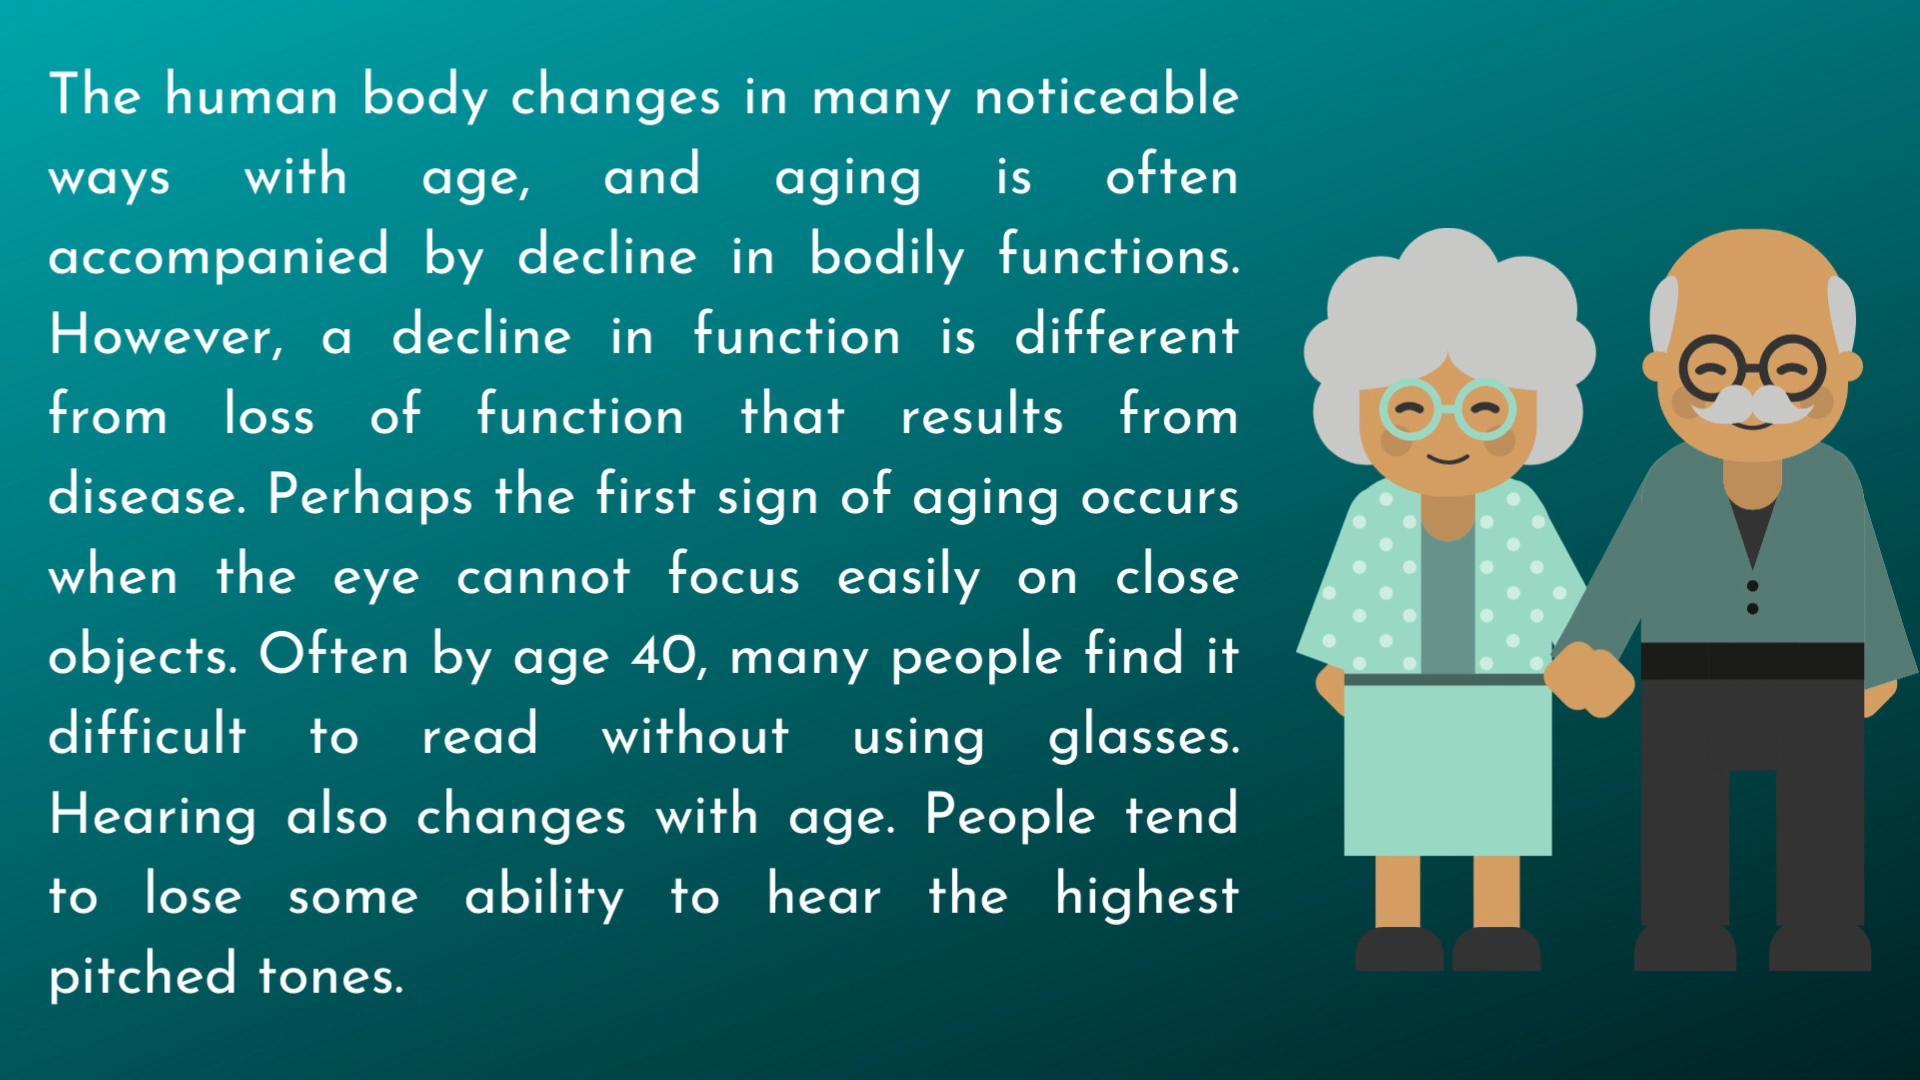 The human body changes in many noticeable
ways with age, and aging is often
accompanied by decline in bodily functions.
However, a decline in function is different
from loss of function that results from
disease. Perhaps the first sign of aging occurs
when the eye cannot focus easily on close
objects. Often by age 40, many people find it
difficult to read without using glasses.
Hearing also changes with age. People tend
to lose some ability to hear the highest
pitched tones.